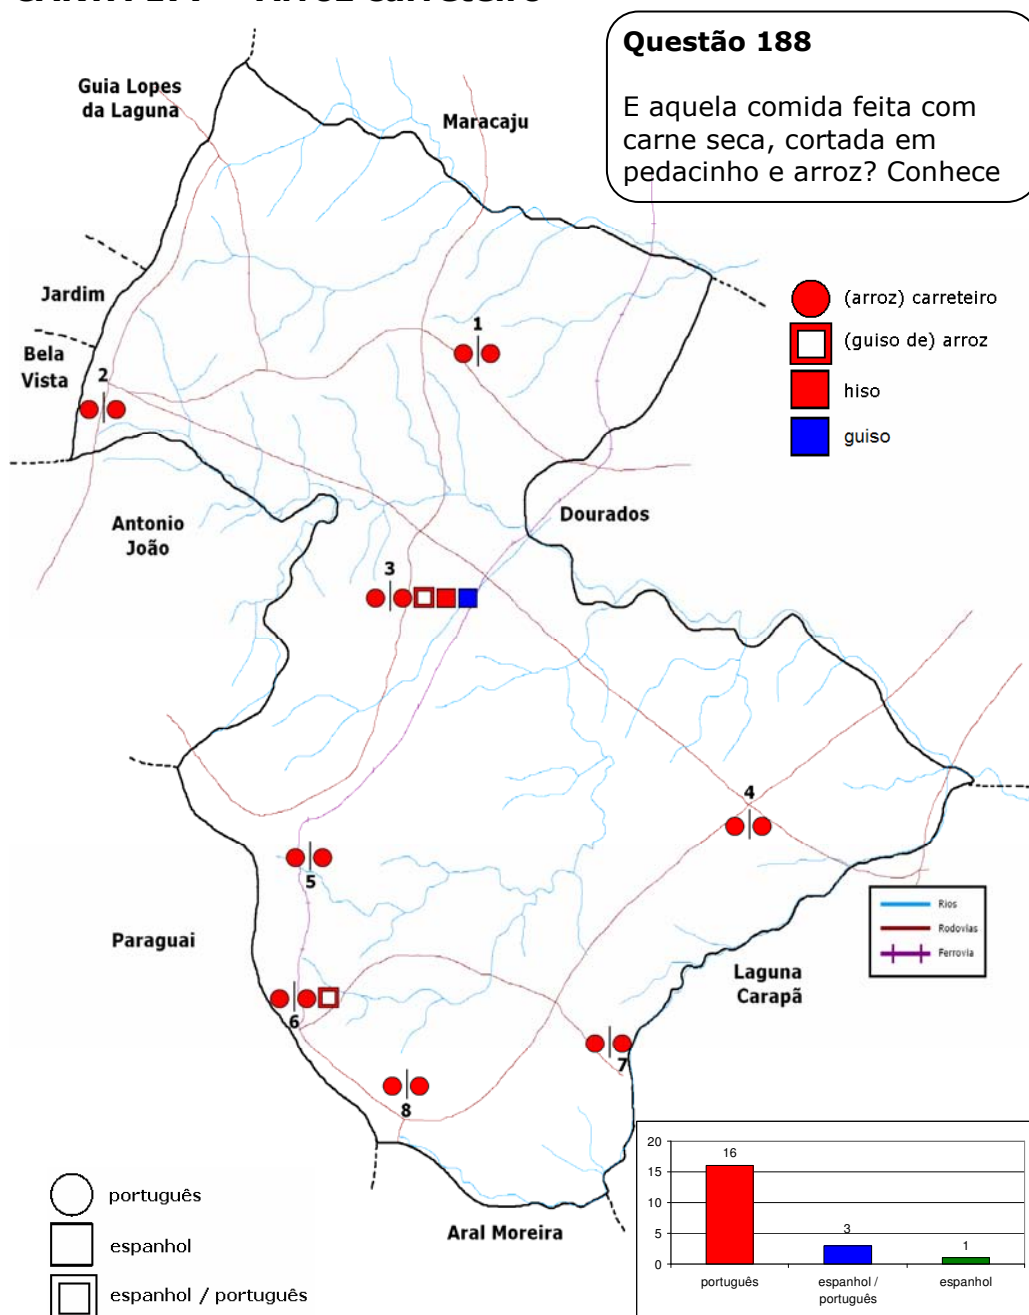 Questão 188
E aquela comida feita com
carne seca, cortada em
pedacinho e arroz? Conhece
Guia Lopes
da Laguna
Maracaju
Jardim
Bela
Vista
(arroz) carreteiro
(guiso de) arroz
hiso
guiso
1
2
Antonio
João
Dourados
3
4
5
Paraguai
Rios
Rodovias
Ferrovia
Laguna
Carapã
6
7
8
Aral Moreira
português
espanhol
espanhol / português
20
15
10
5
0
16
3
1
português
espanhol /
português
espanhol